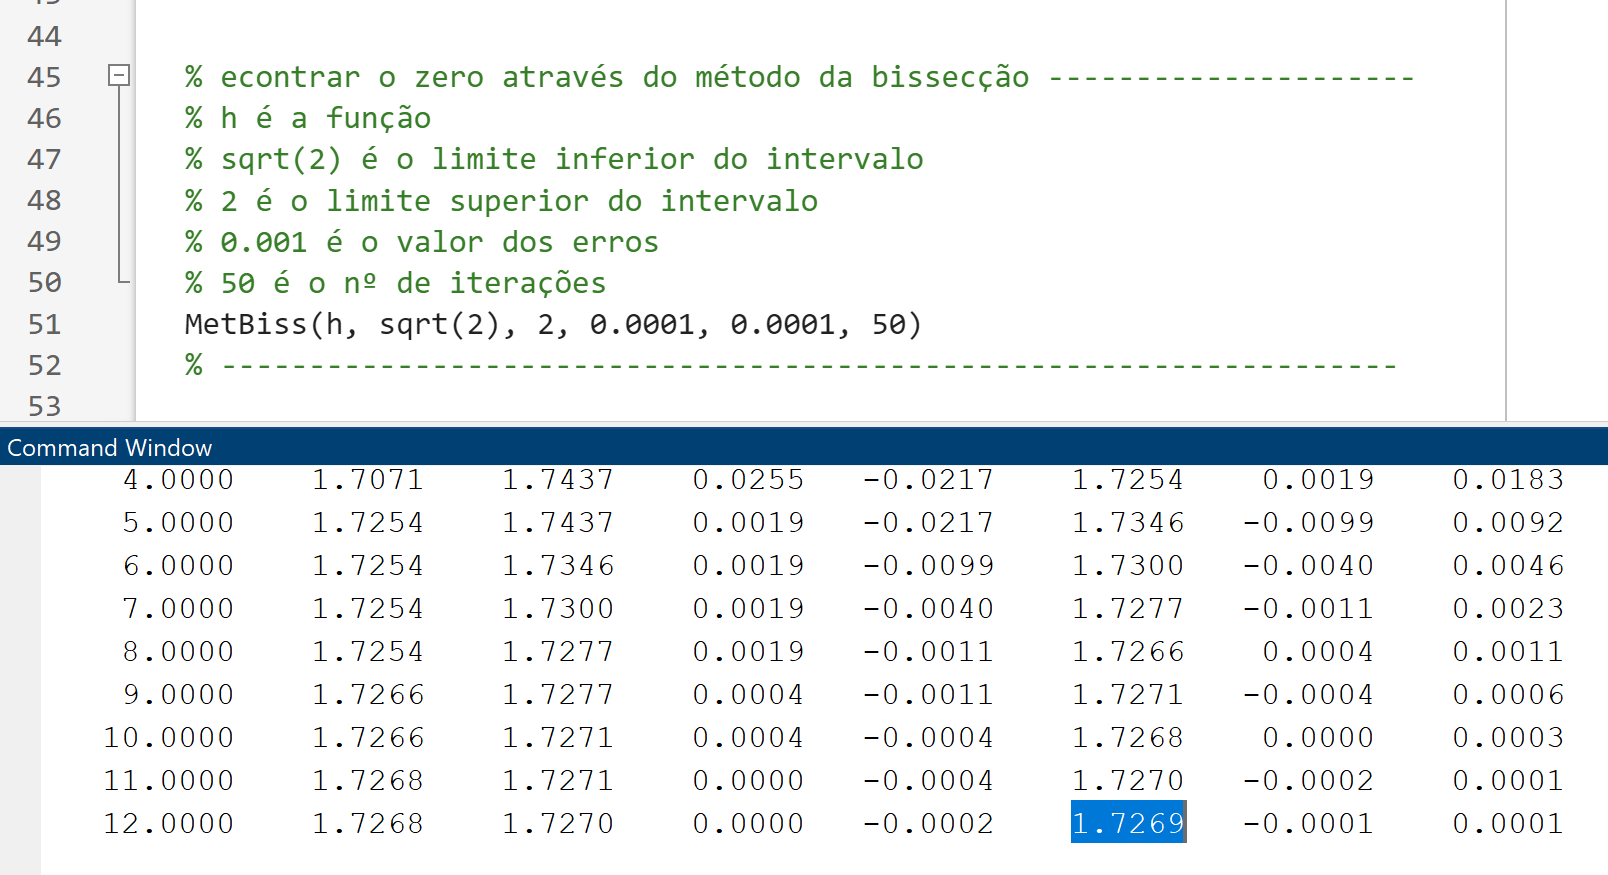 44
45 % econtrar o zero através do método da bissecção ---------------------
46 % h é a função
47 % sqrt(2) é o limite inferior do intervalo
48 % 2 é o limite superior do intervalo
49 % 0.001 é o valor dos erros
50 % 50 é o nº de iterações
51 MetBiss(h, sqrt(2), 2, 0.0001, 0.0001, 50)
52 % -------------------------------------------------------------------
53
Command Window
4.0000 1.7071 1.7437 0.0255 -0.0217 1.7254 0.0019 0.0183
5.0000 1.7254 1.7437 0.0019 -0.0217 1.7346 -0.0099 0.0092
6.0000 1.7254 1.7346 0.0019 -0.0099 1.7300 -0.0040 0.0046
7.0000 1.7254 1.7300 0.0019 -0.0040 1.7277 -0.0011 0.0023
8.0000 1.7254 1.7277 0.0019 -0.0011 1.7266 0.0004 0.0011
9.0000 1.7266 1.7277 0.0004 -0.0011 1.7271 -0.0004 0.0006
10.0000 1.7266 1.7271 0.0004 -0.0004 1.7268 0.0000 0.0003
11.0000 1.7268 1.7271 0.0000 -0.0004 1.7270 -0.0002 0.0001
12.0000 1.7268 1.7270 0.0000 -0.0002 1.7269 -0.0001 0.0001